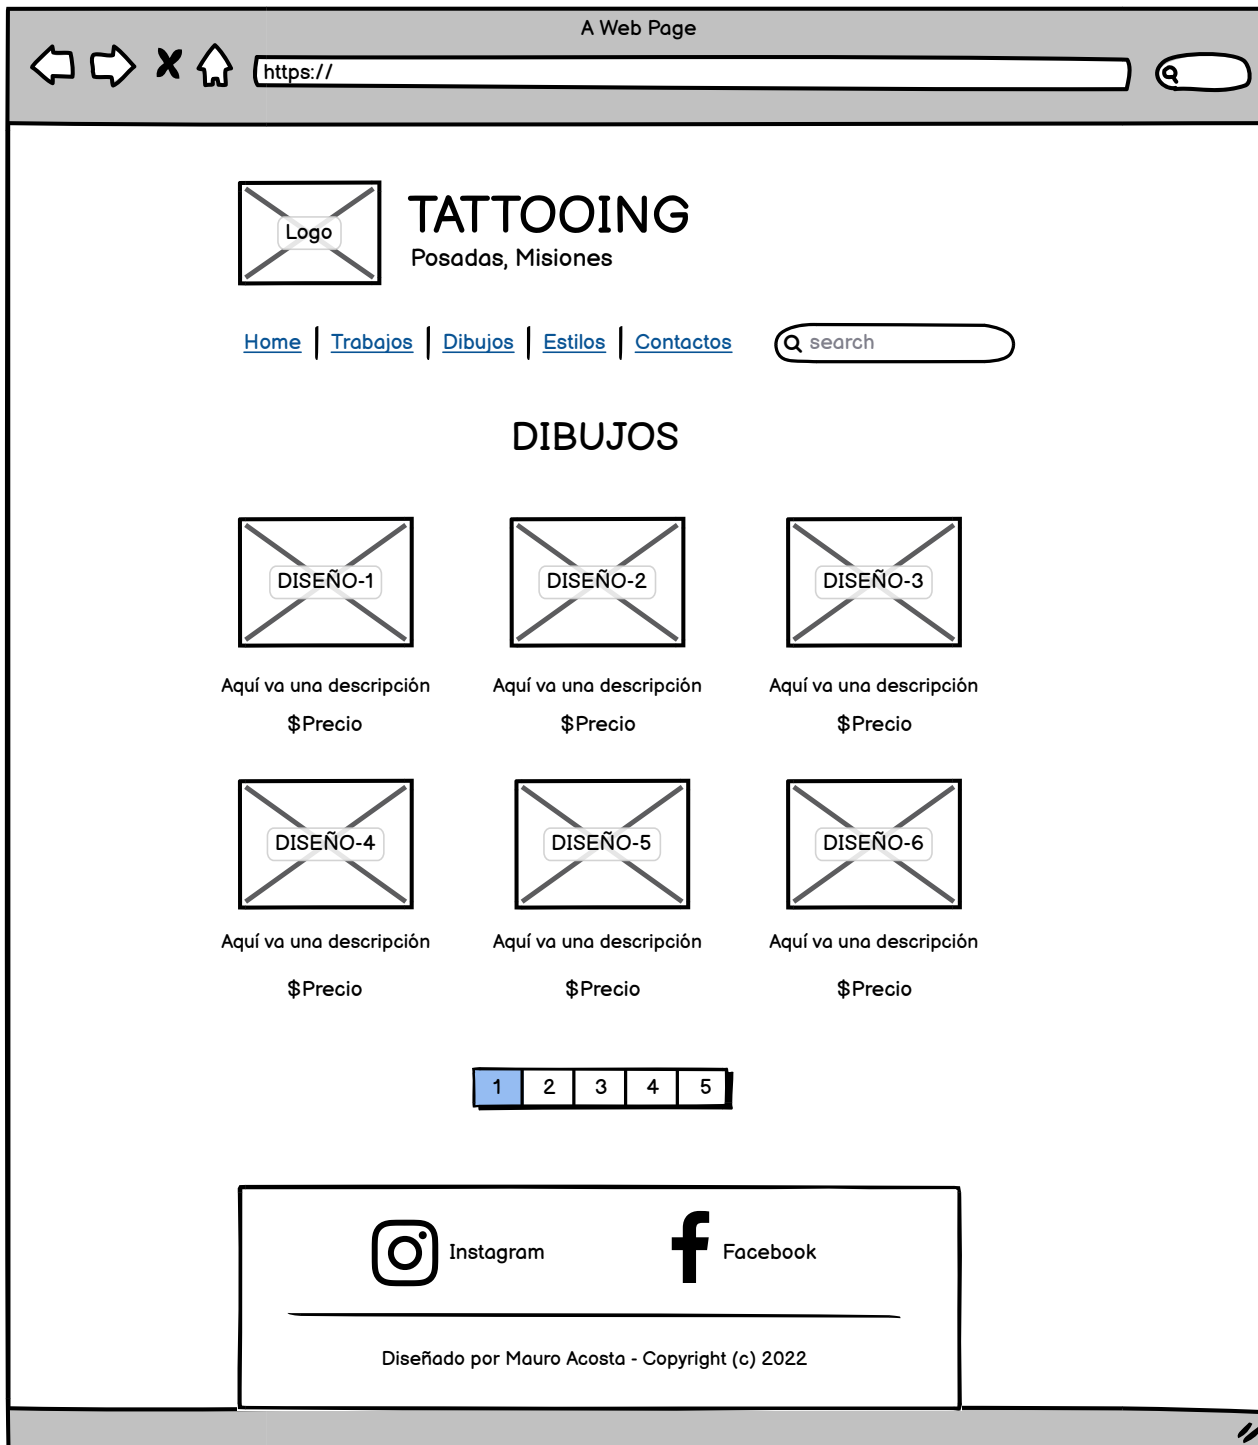 A Web Page
https://
Logo
TATTOOING
Posadas, Misiones
Home Trabajos Dibujos Estilos Contactos search
DIBUJOS
DISEÑO-1 DISEÑO-2 DISEÑO-3
Aquí va una descripción Aquí va una descripción Aquí va una descripción
$Precio $Precio $Precio
DISEÑO-4 DISEÑO-5 DISEÑO-6
Aquí va una descripción Aquí va una descripción Aquí va una descripción
$Precio $Precio $Precio
1 2 3 4 5
Instagram Facebook
Diseñado por Mauro Acosta - Copyright (c) 2022